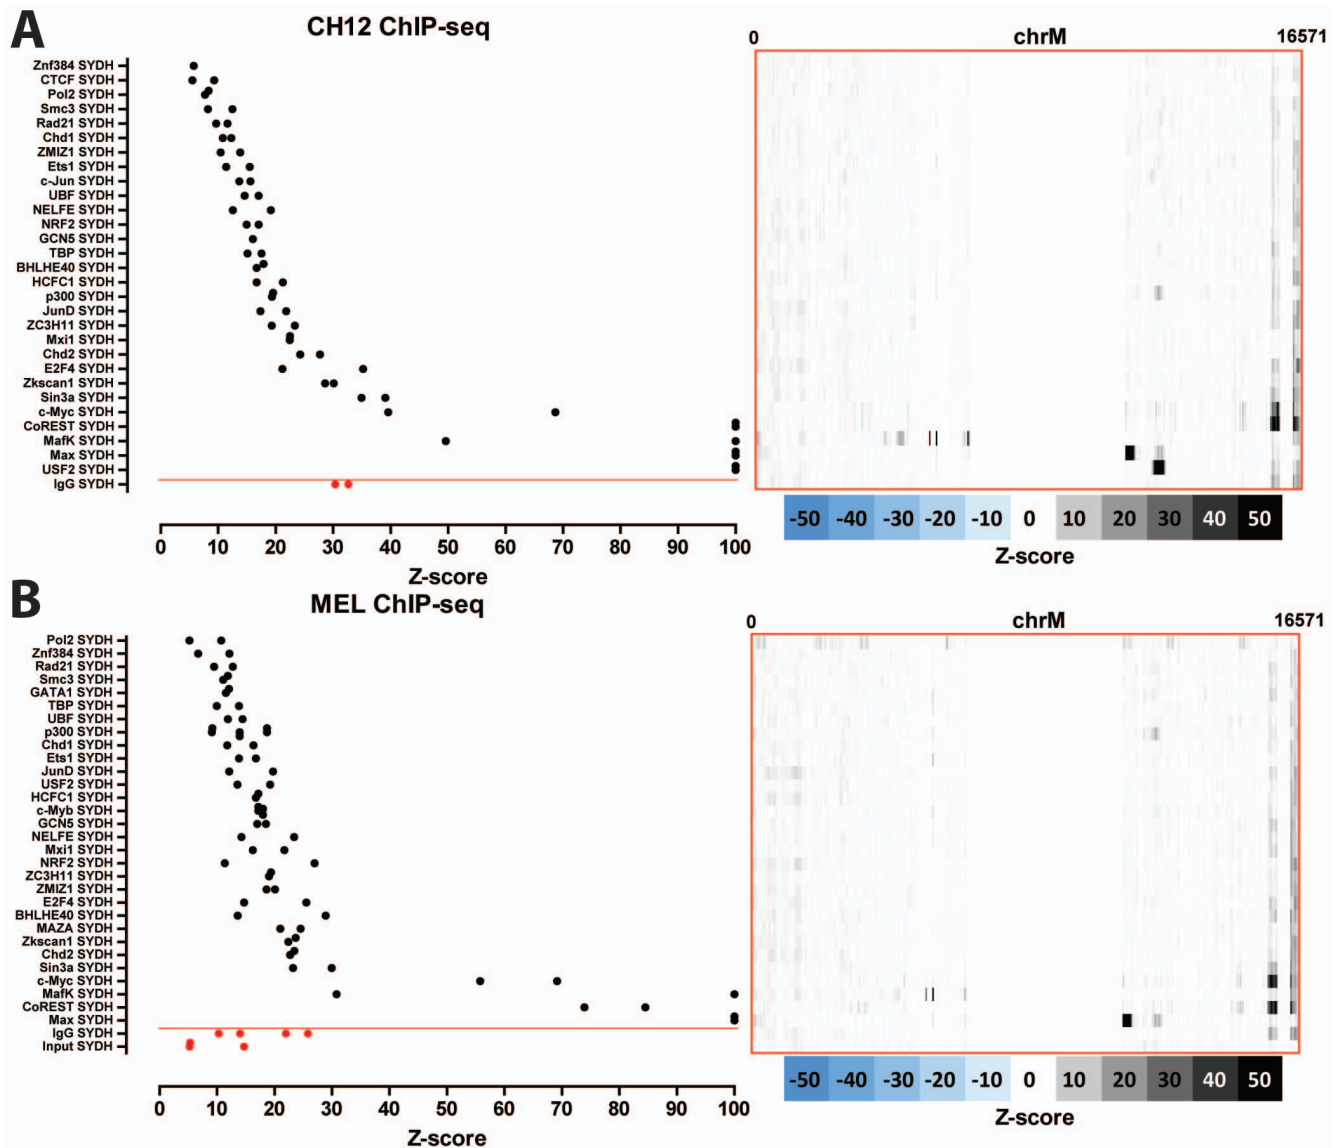 A
CH12 ChIP-seq
Znf384 SYDH
CTCF SYDH
Pol2 SYDH
Smc3 SYDH
Rad21 SYDH
Chd1 SYDH
ZMIZ1 SYDH
Ets1 SYDH
c-Jun SYDH
UBF SYDH
NELFE SYDH
NRF2 SYDH
GCN5 SYDH
TBP SYDH
BHLHE40 SYDH
HCFC1 SYDH
p300 SYDH
JunD SYDH
ZC3H11 SYDH
Mxi1 SYDH
Chd2 SYDH
E2F4 SYDH
Zkscan1 SYDH
Sin3a SYDH
c-Myc SYDH
CoREST SYDH
MafK SYDH
Max SYDH
USF2 SYDH
IgG SYDH
0 10 20 30 40 50 60 70 80 90 100
Z-score
0 chrM 16571
-50 -40 -30 -20 -10 0 10 20 30 40 50
Z-score
B
MEL ChIP-seq
Pol2 SYDH
Znf384 SYDH
Rad21 SYDH
Smc3 SYDH
GATA1 SYDH
TBP SYDH
UBF SYDH
p300 SYDH
Chd1 SYDH
Ets1 SYDH
JunD SYDH
USF2 SYDH
HCFC1 SYDH
c-Myb SYDH
GCN5 SYDH
NELFE SYDH
Mxi1 SYDH
NRF2 SYDH
ZC3H11 SYDH
ZMIZ1 SYDH
E2F4 SYDH
BHLHE40 SYDH
MAZA SYDH
Zkscan1 SYDH
Chd2 SYDH
Sin3a SYDH
c-Myc SYDH
MafK SYDH
CoREST SYDH
Max SYDH
IgG SYDH
Input SYDH
0 10 20 30 40 50 60 70 80 90 100
Z-score
0 chrM 16571
-50 -40 -30 -20 -10 0 10 20 30 40 50
Z-score